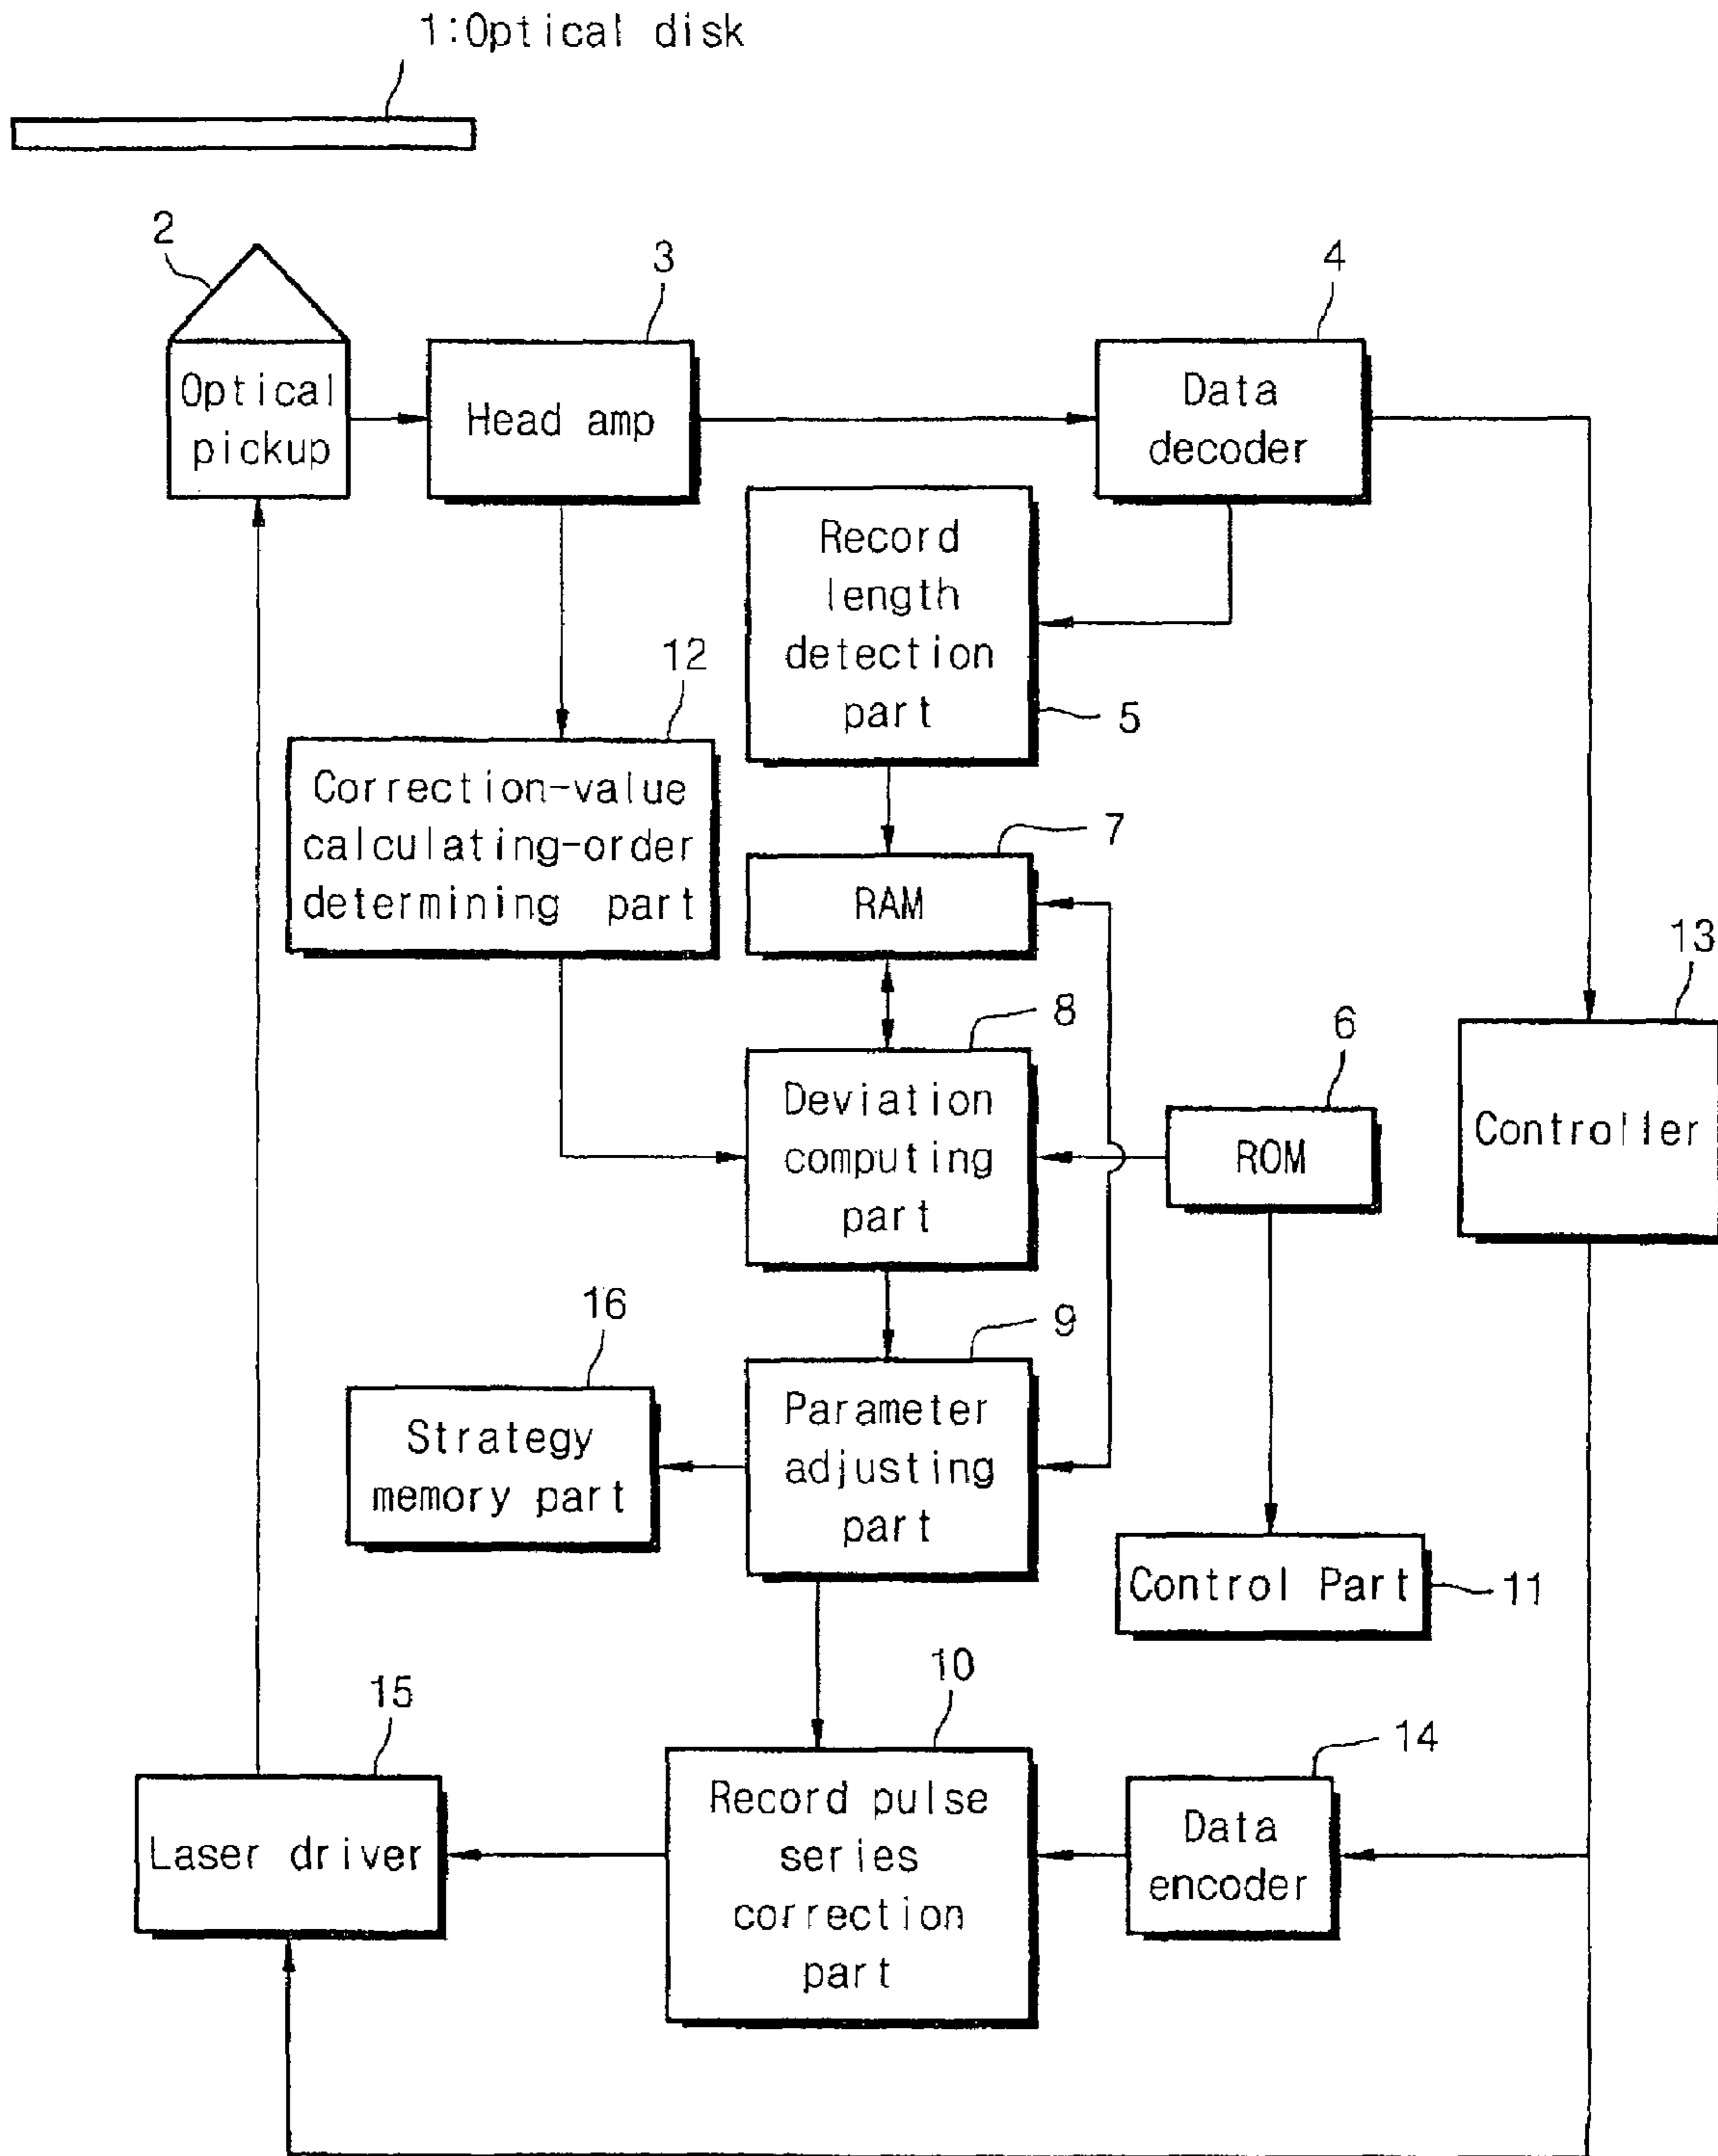 1:Optical disk
2
3
4
Optical
pickup
Head amp
Data
decoder
Record
length
detection
part
5
12
Correction-value
calculating-order
determining part
7
RAM
13
Controller
8
Deviation
computing
part
6
ROM
16
Strategy
memory part
9
Parameter
adjusting
part
Control Part
11
15
Laser driver
10
Record pulse
series
correction
part
14
Data
encoder